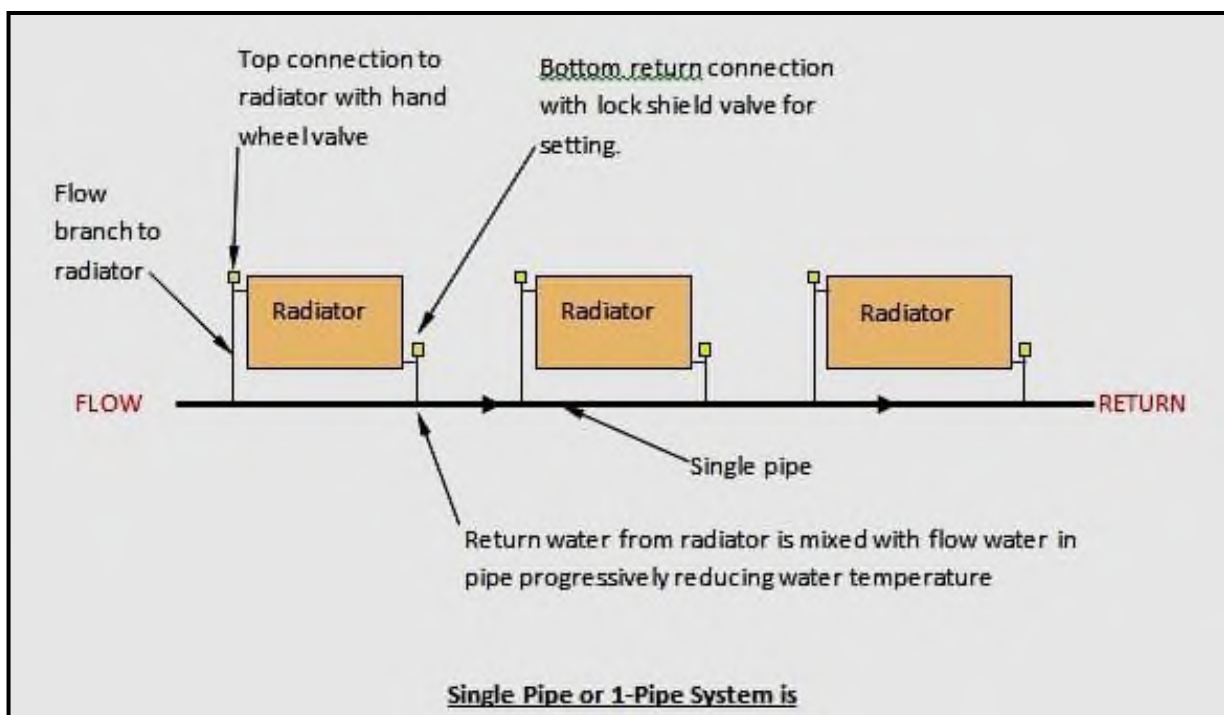 Top connection to
radiator with hand
wheel valve
Bottom return connection
with lock shield valve for
setting.
Flow
branch to
radiator
Radiator
Radiator
Radiator
FLOW
RETURN
Single pipe
Return water from radiator is mixed with flow water in
pipe progressively reducing water temperature
Single Pipe or 1-Pipe System is